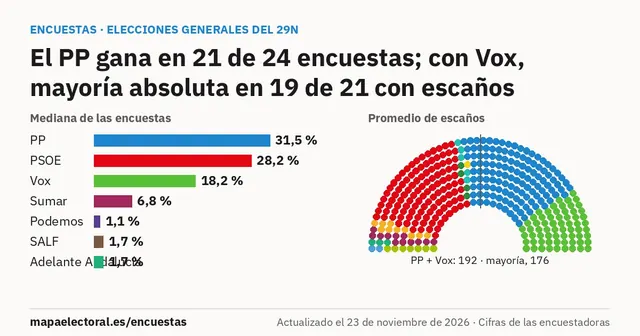 ENCUESTAS · ELECCIONES GENERALES DEL 29N
El PP gana en 21 de 24 encuestas; con Vox,
mayoría absoluta en 19 de 21 con escaños
Mediana de las encuestas
PP 31,5 %
PSOE 28,2 %
Vox 18,2 %
Sumar 6,8 %
Podemos 1,1 %
SALF 1,7 %
Adelante 1,7 %
Promedio de escaños
PP + Vox: 192 · mayoría, 176
mapaelectoral.es/encuestas
Actualizado el 23 de noviembre de 2026 · Cifras de las encuestadoras